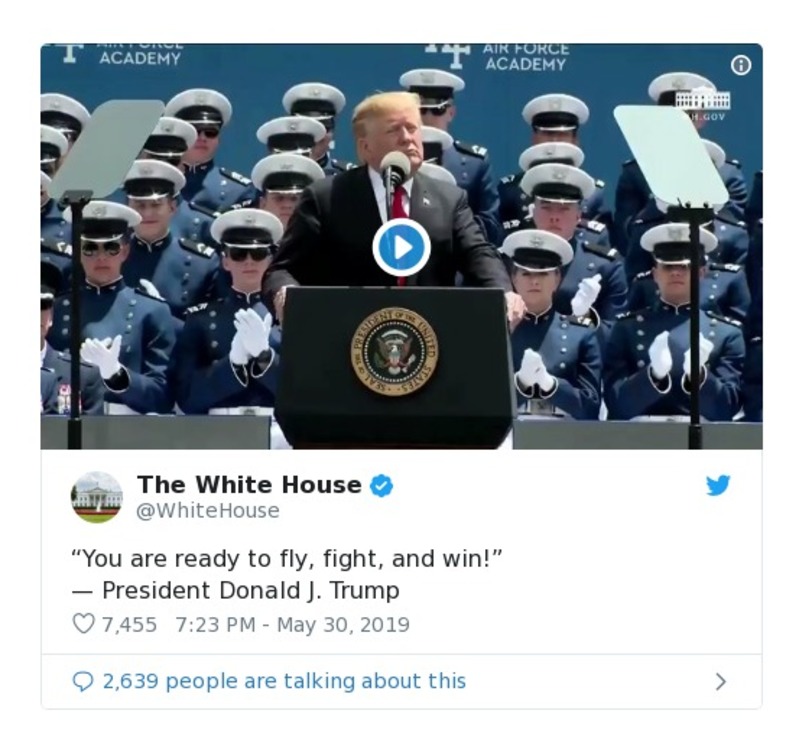 AIR FORCE
ACADEMY
AIR FORCE
ACADEMY
WH.GOV
SEAL OF THE PRESIDENT OF THE UNITED STATES
The White House
@WhiteHouse
“You are ready to fly, fight, and win!”
— President Donald J. Trump
7,455 7:23 PM - May 30, 2019
2,639 people are talking about this